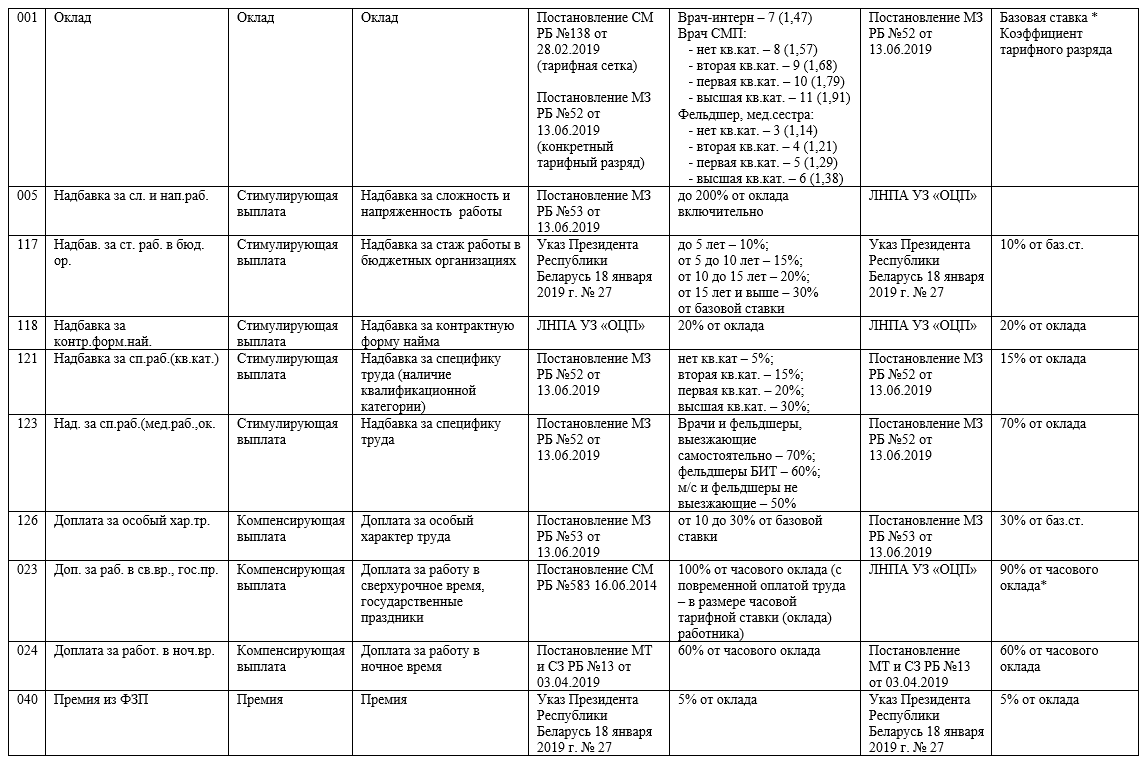 001
Оклад
Оклад
Оклад
Постановление СМ
РБ №138 от
28.02.2019
(тарифная сетка)
Постановление МЗ
РБ №52 от
13.06.2019
(конкретный
тарифный разряд)
Врач-интерн – 7 (1,47)
Врач СМП:
- нет кв.кат. – 8 (1,57)
- вторая кв.кат. – 9 (1,68)
- первая кв.кат. – 10 (1,79)
- высшая кв.кат. – 11 (1,91)
Фельдшер, мед.сестра:
- нет кв.кат. – 3 (1,14)
- вторая кв.кат. – 4 (1,21)
- первая кв.кат. – 5 (1,29)
- высшая кв.кат. – 6 (1,38)
Постановление МЗ
РБ №52 от
13.06.2019
Базовая ставка *
Коэффициент
тарифного разряда
005
Надбавка за сл. и нап.раб.
Стимулирующая
выплата
Надбавка за сложность и
напряженность работы
Постановление МЗ
РБ №53 от
13.06.2019
до 200% от оклада
включительно
ЛНПА УЗ «ОЦП»
117
Надбав. за ст. раб. в бюд.
ор.
Стимулирующая
выплата
Надбавка за стаж работы в
бюджетных организациях
Указ Президента
Республики
Беларусь 18 января
2019 г. № 27
до 5 лет – 10%;
от 5 до 10 лет – 15%;
от 10 до 15 лет – 20%;
от 15 лет и выше – 30%
от базовой ставки
Указ Президента
Республики
Беларусь 18 января
2019 г. № 27
10% от баз.ст.
118
Надбавка за
контр.форм.най.
Стимулирующая
выплата
Надбавка за контрактную
форму найма
ЛНПА УЗ «ОЦП»
20% от оклада
ЛНПА УЗ «ОЦП»
20% от оклада
121
Надбавка за сп.раб.(кв.кат.)
Стимулирующая
выплата
Надбавка за специфику
труда (наличие
квалификационной
категории)
Постановление МЗ
РБ №52 от
13.06.2019
нет кв.кат – 5%;
вторая кв.кат. – 15%;
первая кв.кат. – 20%;
высшая кв.кат. – 30%;
Постановление МЗ
РБ №52 от
13.06.2019
15% от оклада
123
Над. за сп.раб.(мед.раб.,ок.
Стимулирующая
выплата
Надбавка за специфику
труда
Постановление МЗ
РБ №52 от
13.06.2019
Врачи и фельдшеры,
выезжающие
самостоятельно – 70%;
фельдшеры БИТ – 60%;
м/с и фельдшеры не
выезжающие – 50%
Постановление МЗ
РБ №52 от
13.06.2019
70% от оклада
126
Доплата за особый хар.тр.
Компенсирующая
выплата
Доплата за особый
характер труда
Постановление МЗ
РБ №53 от
13.06.2019
от 10 до 30% от базовой
ставки
Постановление МЗ
РБ №53 от
13.06.2019
30% от баз.ст.
023
Доп. за раб. в св.вр., гос.пр.
Компенсирующая
выплата
Доплата за работу в
сверхурочное время,
государственные
праздники
Постановление СМ
РБ №583 16.06.2014
100% от часового оклада (с
повременной оплатой труда
– в размере часовой
тарифной ставки (оклада)
работника)
ЛНПА УЗ «ОЦП»
90% от часового
оклада*
024
Доплата за работ. в ноч.вр.
Компенсирующая
выплата
Доплата за работу в
ночное время
Постановление МТ
и СЗ РБ №13 от
03.04.2019
60% от часового оклада
Постановление
МТ и СЗ РБ №13
от 03.04.2019
60% от часового
оклада
040
Премия из ФЗП
Премия
Премия
Указ Президента
Республики
Беларусь 18 января
2019 г. № 27
5% от оклада
Указ Президента
Республики
Беларусь 18 января
2019 г. № 27
5% от оклада